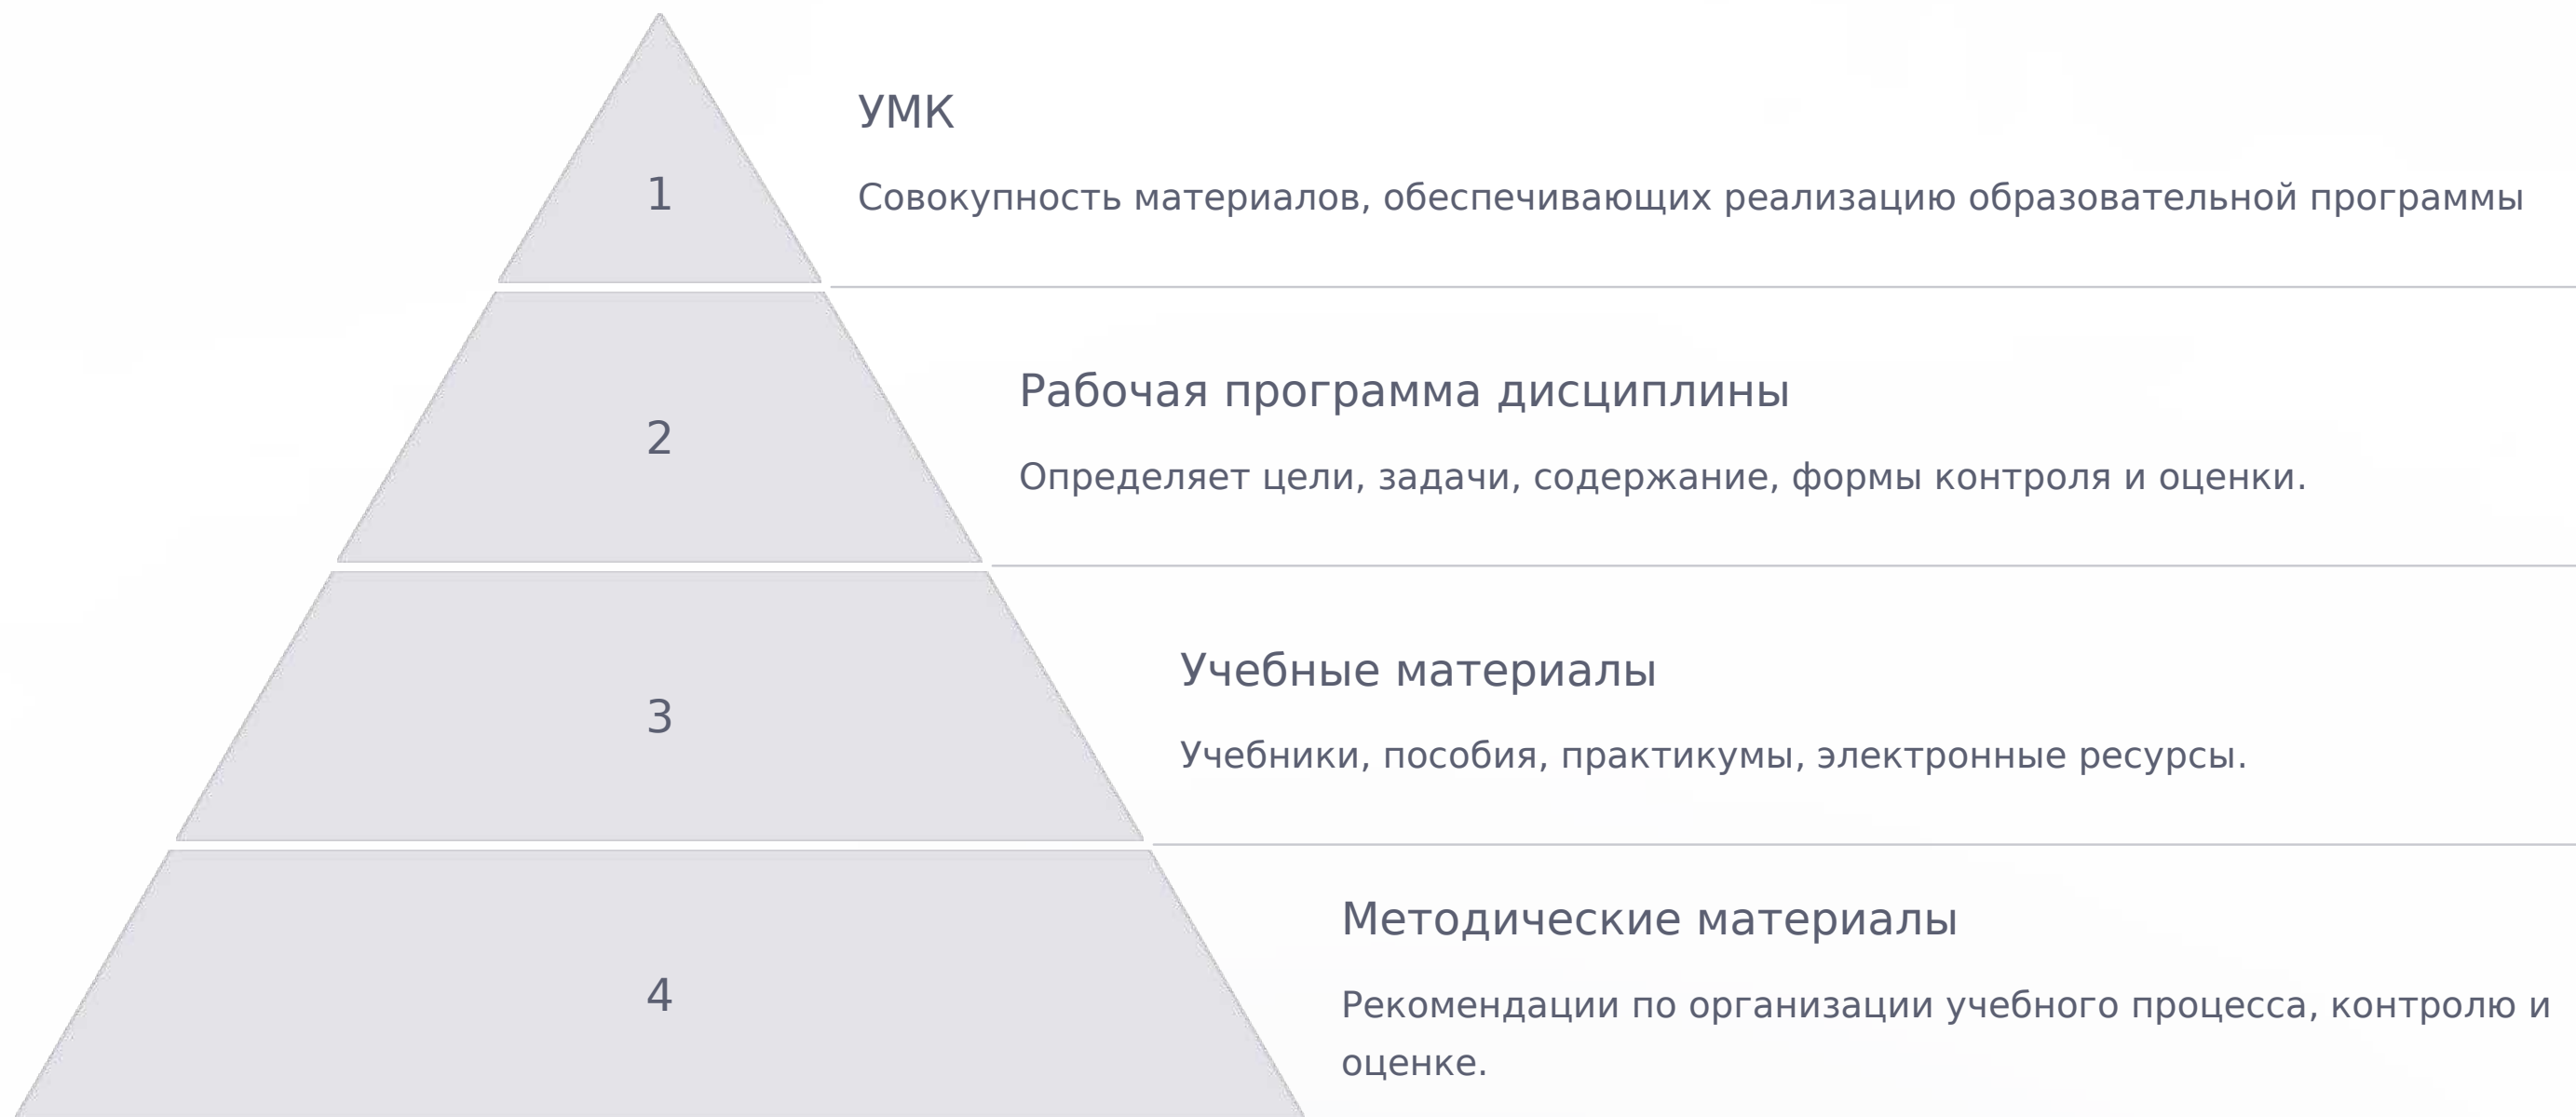 1
УМК
Совокупность материалов, обеспечивающих реализацию образовательной программы
2
Рабочая программа дисциплины
Определяет цели, задачи, содержание, формы контроля и оценки.
3
Учебные материалы
Учебники, пособия, практикумы, электронные ресурсы.
4
Методические материалы
Рекомендации по организации учебного процесса, контролю и
оценке.